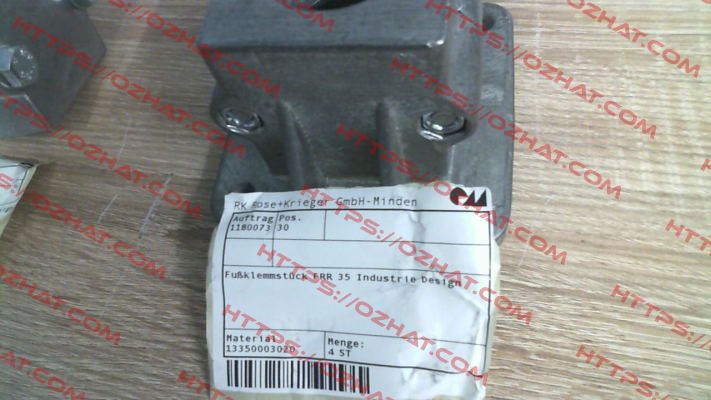 RK Rose+Krieger GmbH-Minden
Auftrag Pos.
1180073 30
Fußklemmstück FRR 35 Industrie Design
Material Menge:
13350003020 4 ST
HTTPS://OZHAT.COM